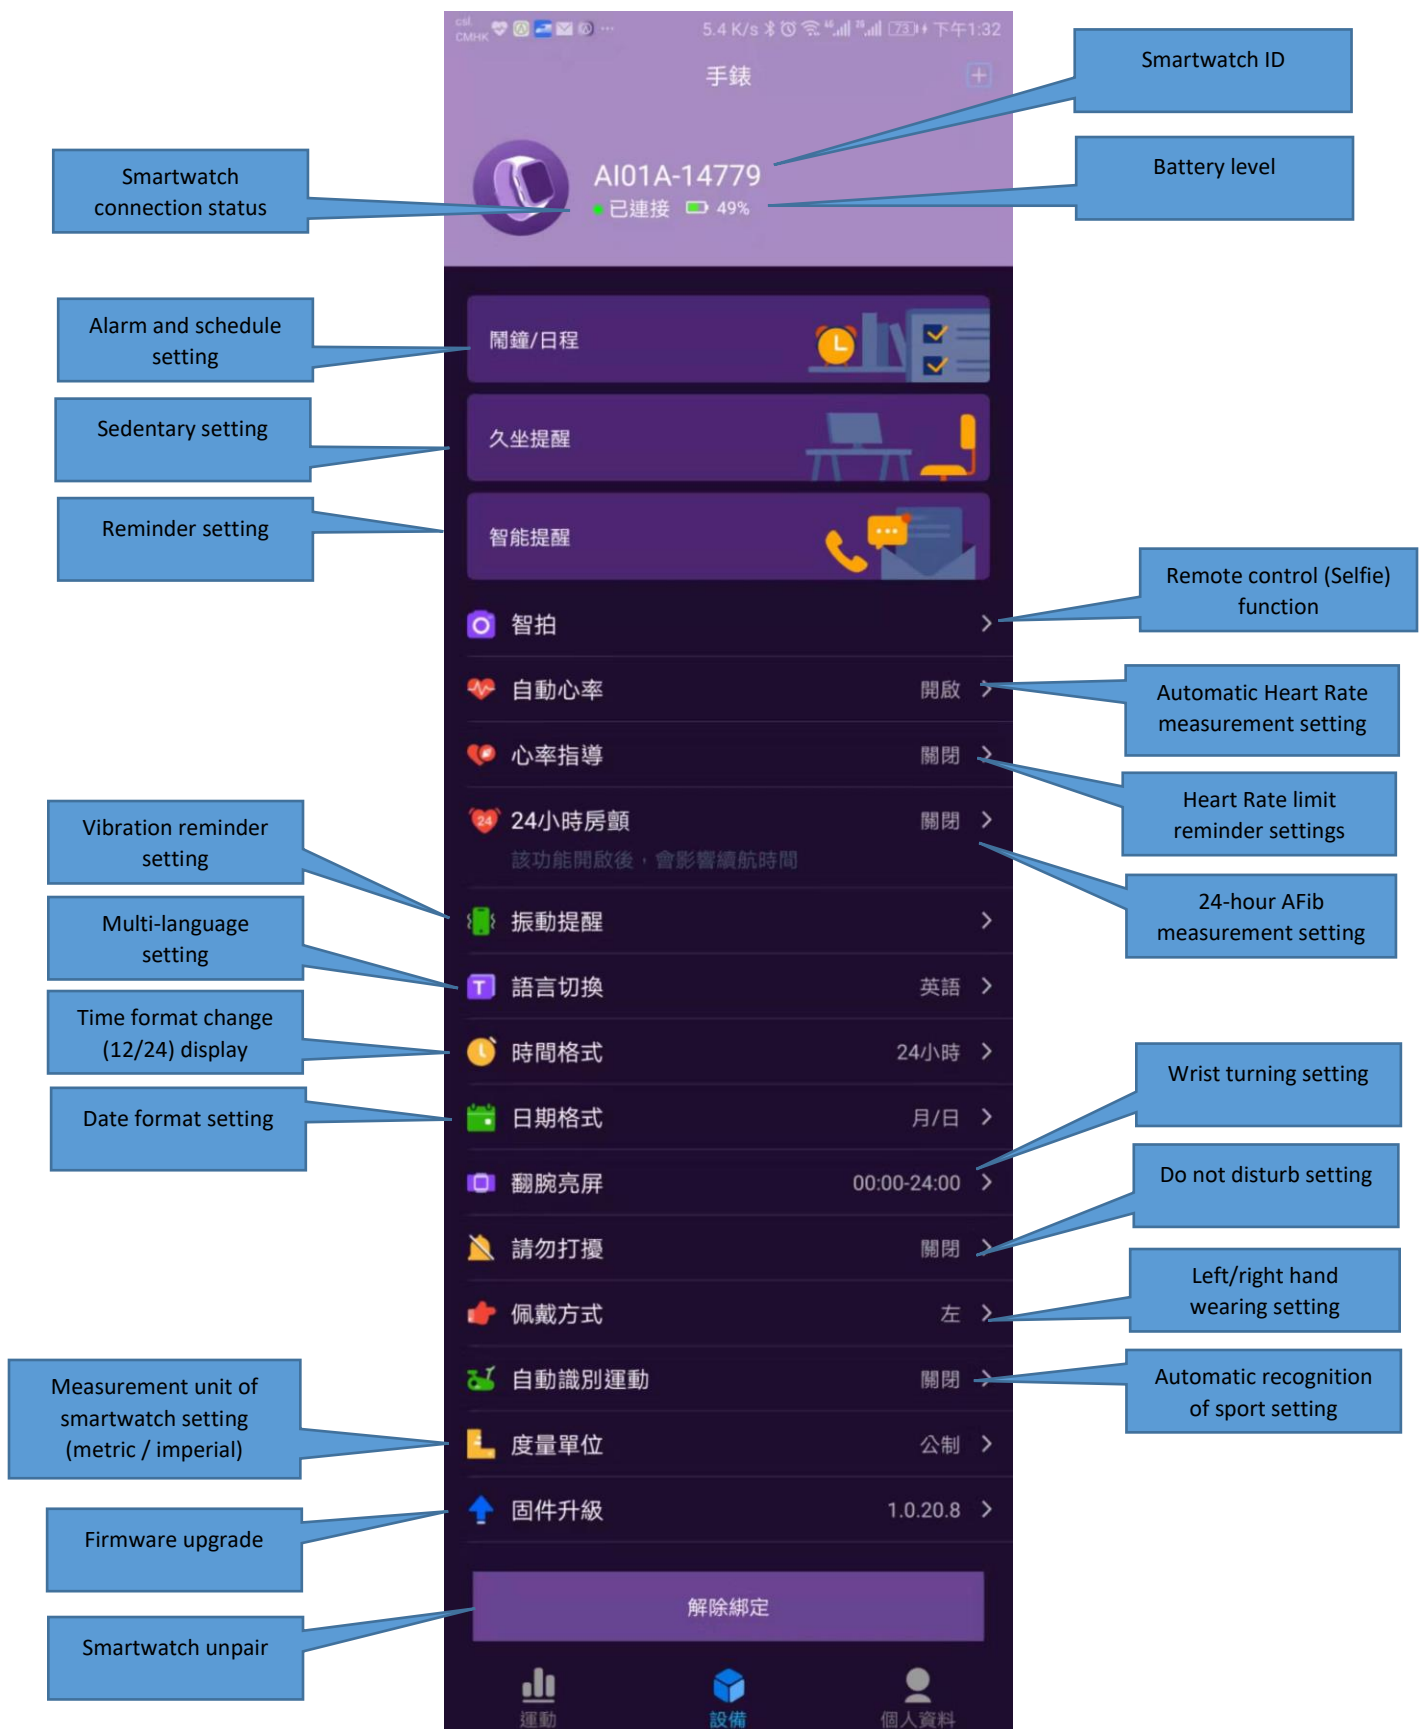 csl
CMHK
5.4 K/s
73
下午1:32
手錶
Smartwatch ID
AI01A-14779
已連接
49%
Battery level
Smartwatch
connection status
Alarm and schedule
setting
鬧鐘/日程
Sedentary setting
久坐提醒
Reminder setting
智能提醒
智拍
Remote control (Selfie)
function
自動心率
開啟
Automatic Heart Rate
measurement setting
心率指導
關閉
Heart Rate limit
reminder settings
24
24小時房顫
關閉
該功能開啟後，會影響續航時間
24-hour AFib
measurement setting
Vibration reminder
setting
振動提醒
Multi-language
setting
T
語言切換
英語
Time format change
(12/24) display
時間格式
24小時
Date format setting
日期格式
月/日
Wrist turning setting
翻腕亮屏
00:00-24:00
Do not disturb setting
請勿打擾
關閉
Left/right hand
wearing setting
佩戴方式
左
自動識別運動
關閉
Automatic recognition
of sport setting
Measurement unit of
smartwatch setting
(metric / imperial)
度量單位
公制
Firmware upgrade
固件升級
1.0.20.8
Smartwatch unpair
解除綁定
運動
設備
個人資料